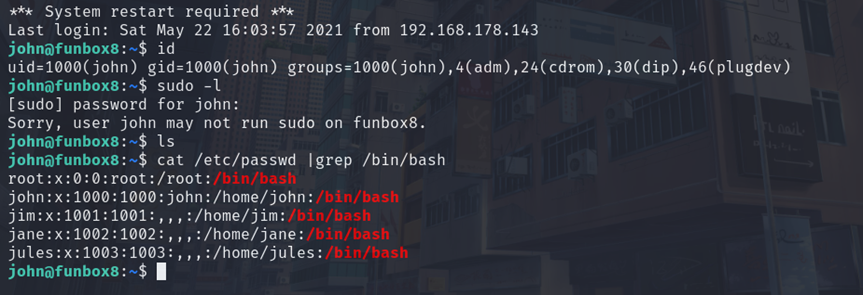 *** System restart required ***
Last login: Sat May 22 16:03:57 2021 from 192.168.178.143
john@funbox8:~$ id
uid=1000(john) gid=1000(john) groups=1000(john),4(adm),24(cdrom),30(dip),46(plugdev)
john@funbox8:~$ sudo -l
[sudo] password for john:
Sorry, user john may not run sudo on funbox8.
john@funbox8:~$ ls
john@funbox8:~$ cat /etc/passwd |grep /bin/bash
root:x:0:0:root:/root:/bin/bash
john:x:1000:1000:john:/home/john:/bin/bash
jim:x:1001:1001:,,,:/home/jim:/bin/bash
jane:x:1002:1002:,,,:/home/jane:/bin/bash
jules:x:1003:1003:,,,:/home/jules:/bin/bash
john@funbox8:~$